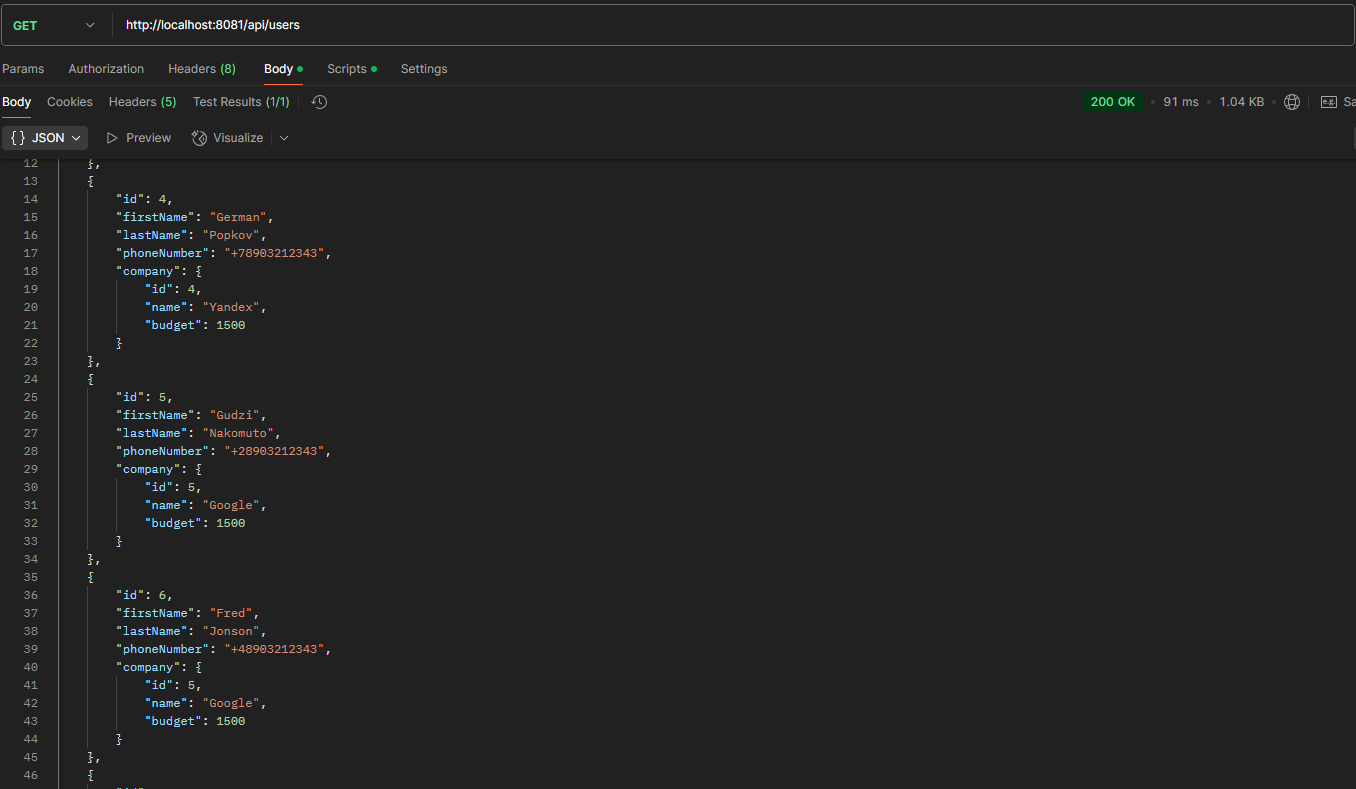 GET http://localhost:8081/api/users
Params Authorization Headers (8) Body Scripts Settings
Body Cookies Headers (5) Test Results (1/1) 200 OK 91 ms 1.04 KB e.g. Sa
{} JSON Preview Visualize
12 },
13 {
14 "id": 4,
15 "firstName": "German",
16 "lastName": "Popkov",
17 "phoneNumber": "+78903212343",
18 "company": {
19 "id": 4,
20 "name": "Yandex",
21 "budget": 1500
22 }
23 },
24 {
25 "id": 5,
26 "firstName": "Gudzi",
27 "lastName": "Nakomuto",
28 "phoneNumber": "+28903212343",
29 "company": {
30 "id": 5,
31 "name": "Google",
32 "budget": 1500
33 }
34 },
35 {
36 "id": 6,
37 "firstName": "Fred",
38 "lastName": "Jonson",
39 "phoneNumber": "+48903212343",
40 "company": {
41 "id": 5,
42 "name": "Google",
43 "budget": 1500
44 }
45 },
46 {